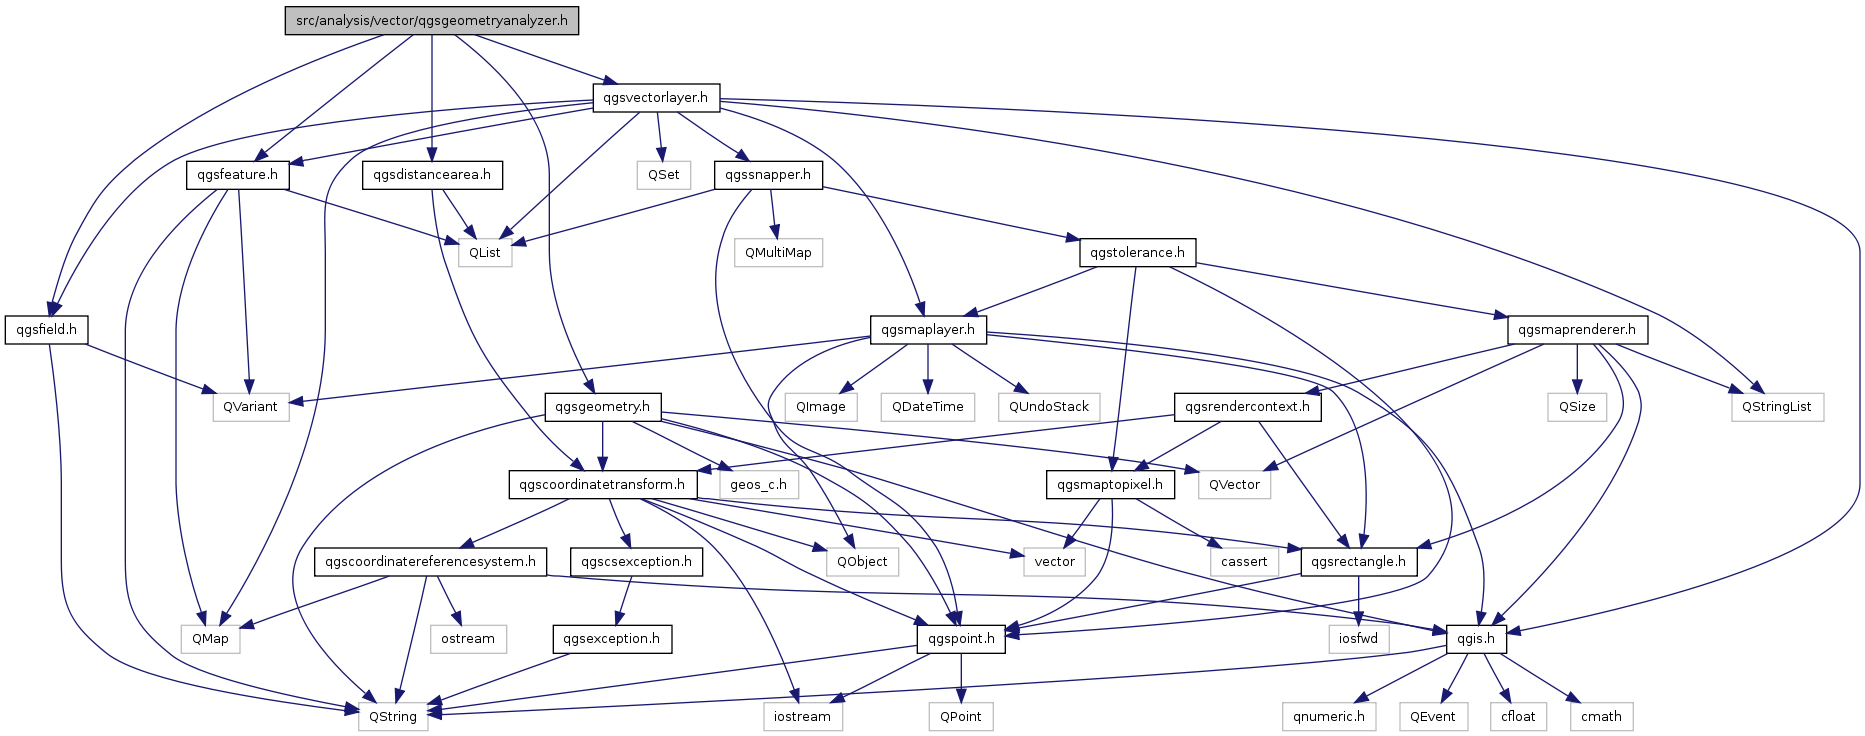 src/analysis/vector/qgsgeometryanalyzer.h
qgsvectorlayer.h
qgsfeature.h
qgsdistancearea.h
QSet
qgssnapper.h
QList
QMultiMap
qgstolerance.h
qgsfield.h
qgsmaplayer.h
qgsmaprenderer.h
QVariant
qgsgeometry.h
QImage
QDateTime
QUndoStack
qgsrendercontext.h
QSize
QStringList
qgscoordinatetransform.h
geos_c.h
qgsmaptopixel.h
QVector
qgscoordinatereferencesystem.h
qgscsexception.h
QObject
vector
cassert
qgsrectangle.h
QMap
ostream
qgsexception.h
qgspoint.h
iosfwd
qgis.h
QString
iostream
QPoint
qnumeric.h
QEvent
cfloat
cmath